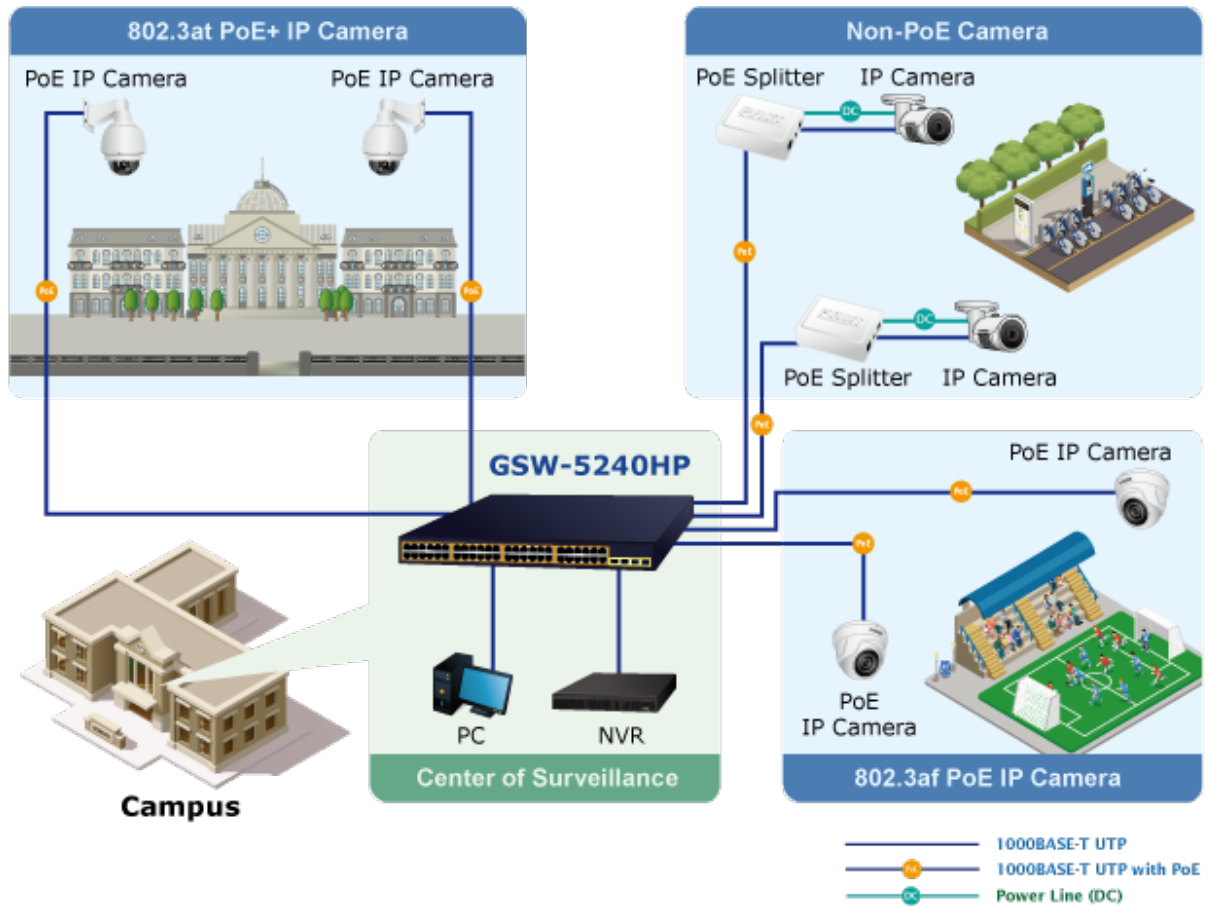 802.3at PoE+ IP Camera
PoE IP Camera
PoE IP Camera
PoE
PoE
Non-PoE Camera
PoE Splitter
IP Camera
DC
PoE
DC
PoE Splitter
IP Camera
PoE
GSW-5240HP
PC
NVR
Center of Surveillance
Campus
PoE IP Camera
PoE
PoE
PoE
IP Camera
802.3af PoE IP Camera
1000BASE-T UTP
PoE
1000BASE-T UTP with PoE
DC
Power Line (DC)